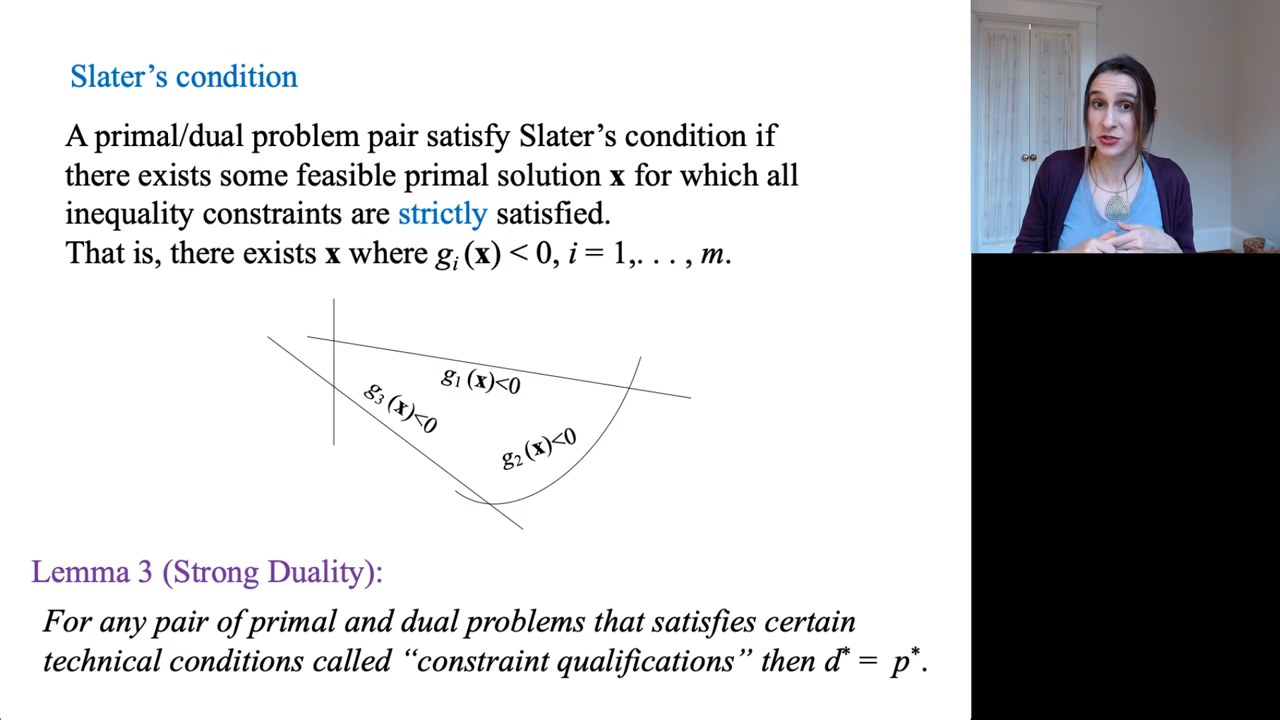 Slater’s condition
A primal/dual problem pair satisfy Slater’s condition if
there exists some feasible primal solution x for which all
inequality constraints are strictly satisfied.
That is, there exists x where gᵢ (x) < 0, i = 1,. . . , m.
g₁ (x)<0
g₃ (x)<0
g₂ (x)<0
Lemma 3 (Strong Duality):
For any pair of primal and dual problems that satisfies certain
technical conditions called “constraint qualifications” then d* = p*.